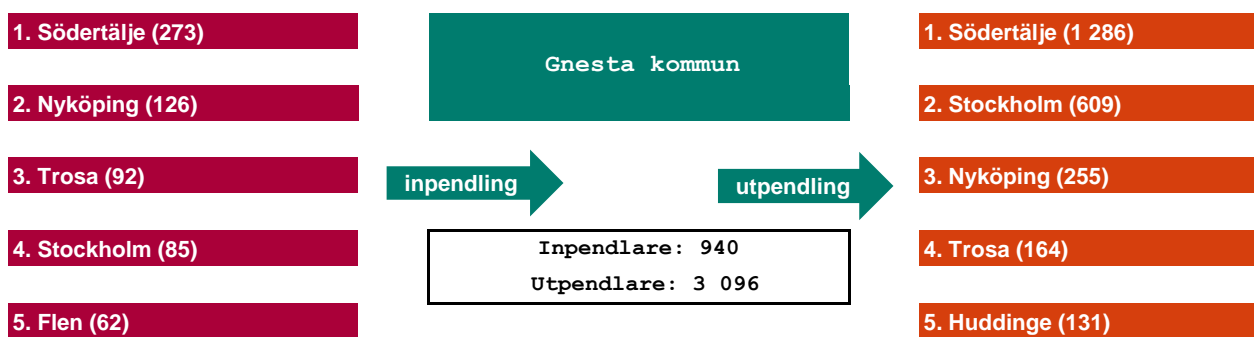 1. Södertälje (273)
2. Nyköping (126)
3. Trosa (92)
4. Stockholm (85)
5. Flen (62)
Gnesta kommun
inpendling
utpendling
Inpendlare: 940
Utpendlare: 3 096
1. Södertälje (1 286)
2. Stockholm (609)
3. Nyköping (255)
4. Trosa (164)
5. Huddinge (131)